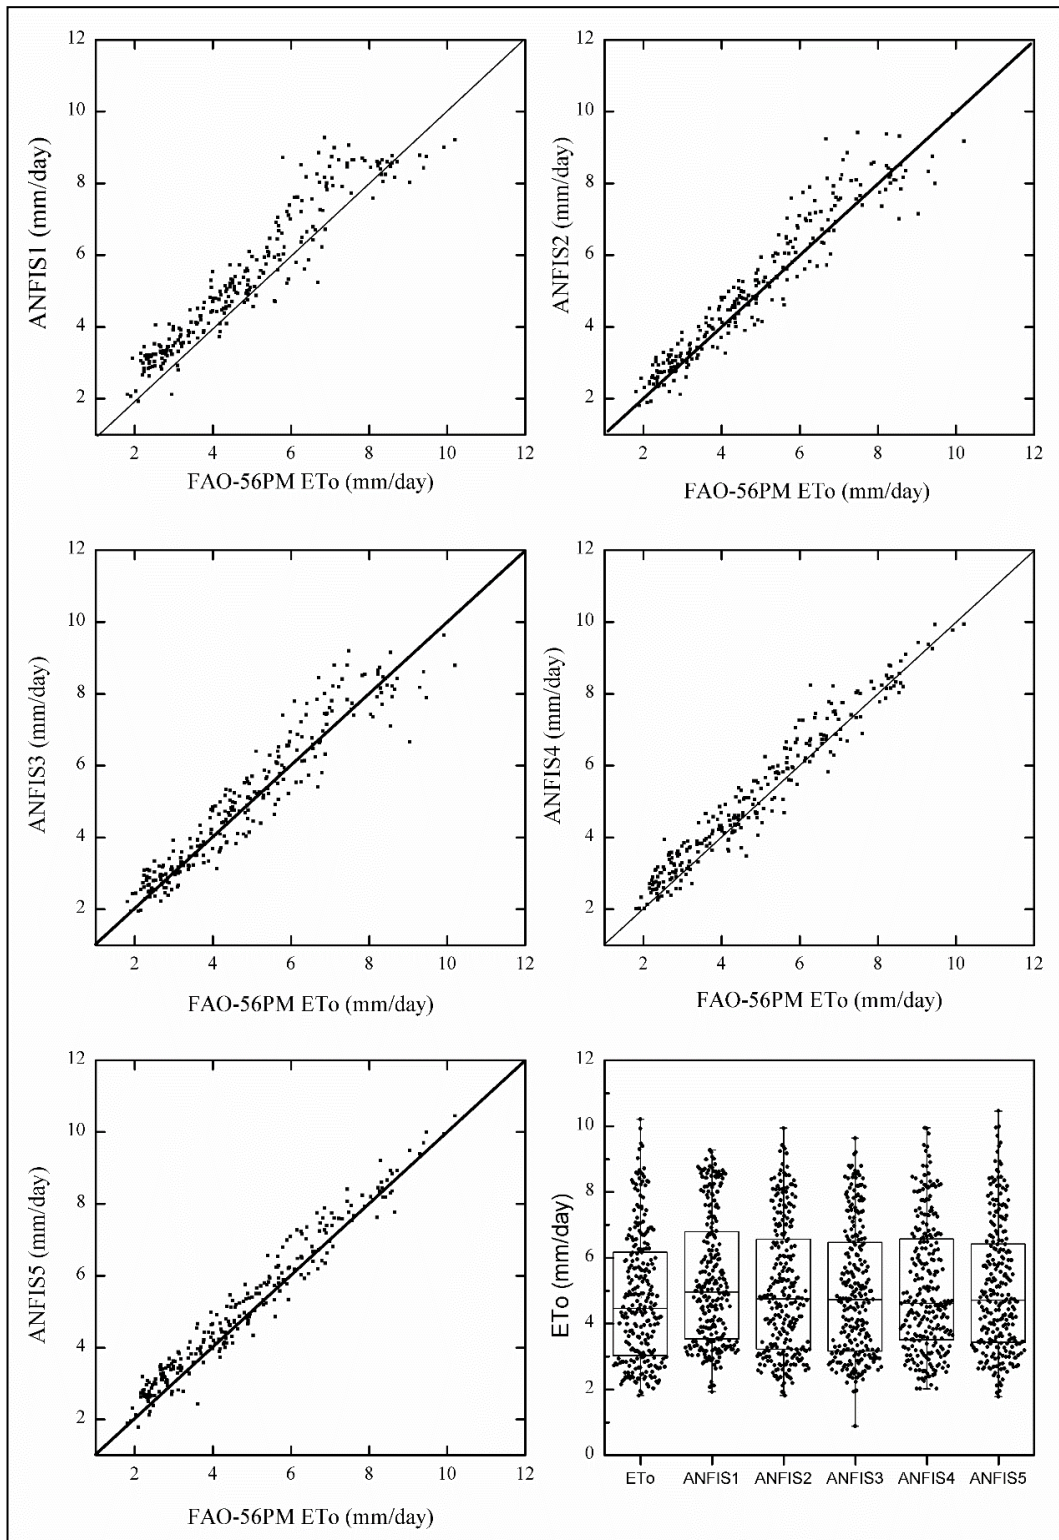 12
10
8
6
4
2
ANFIS1 (mm/day)
2 4 6 8 10 12
FAO-56PM ETo (mm/day)
12
10
8
6
4
2
ANFIS2 (mm/day)
2 4 6 8 10 12
FAO-56PM ETo (mm/day)
12
10
8
6
4
2
ANFIS3 (mm/day)
2 4 6 8 10 12
FAO-56PM ETo (mm/day)
12
10
8
6
4
2
ANFIS4 (mm/day)
2 4 6 8 10 12
FAO-56PM ETo (mm/day)
12
10
8
6
4
2
ANFIS5 (mm/day)
2 4 6 8 10 12
FAO-56PM ETo (mm/day)
12
10
8
6
4
2
0
ETo (mm/day)
ETo ANFIS1 ANFIS2 ANFIS3 ANFIS4 ANFIS5